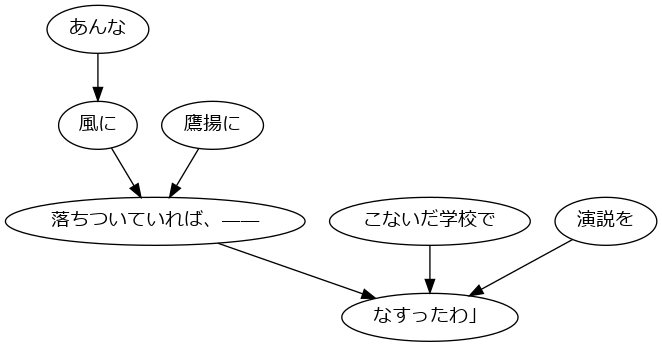 あんな
風に
鷹揚に
落ちついていれば、――
こないだ学校で
演説を
なすったわ」